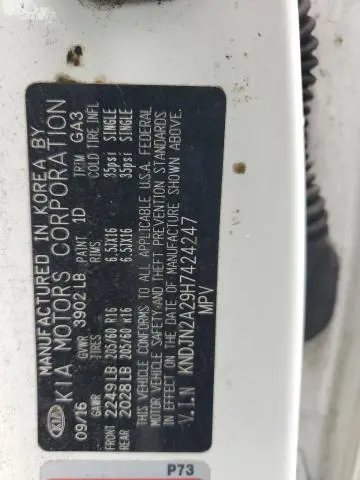 MANUFACTURED IN KOREA BY
KIA KIA MOTORS CORPORATION
09/16 GVWR 3902LB PAINT 1D TRIM GA3
GAWR RIMS COLD TIRE INFL
FRONT 2249LB 205/60 R16 6.5JX16 35psi SINGLE
REAR 2028LB 205/60 R16 6.5JX16 35psi SINGLE
THIS VEHICLE CONFORMS TO ALL APPLICABLE U.S.A. FEDERAL
MOTOR VEHICLE SAFETY AND THEFT PREVENTION STANDARDS
IN EFFECT ON THE DATE OF MANUFACTURE SHOWN ABOVE.
V.I.N KNDJN2A29H7424247
MPV
P73